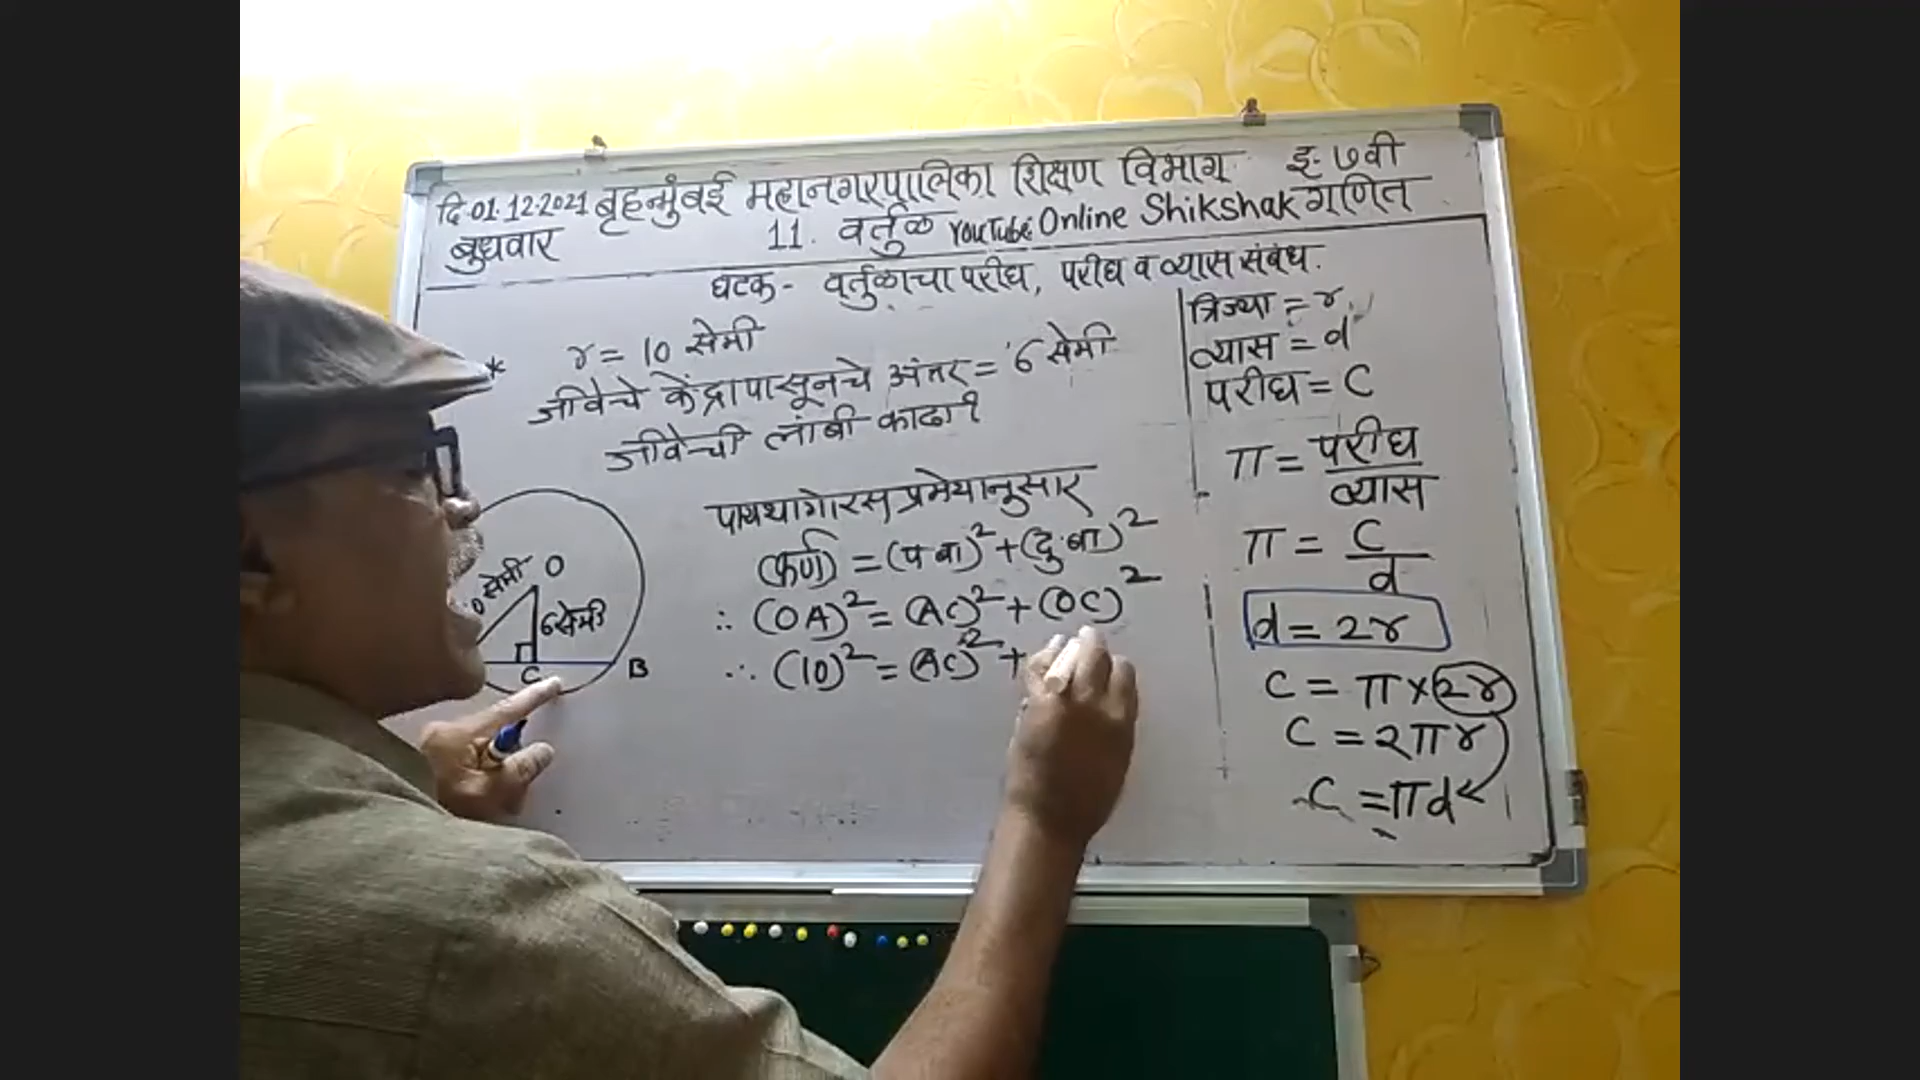 दि.01.12.2021 बृहन्मुंबई महानगरपालिका शिक्षण विभाग इ. ७वी
बुधवार 11. वर्तुळ YouTube: Online Shikshak गणित
घटक - वर्तुळाचा परीघ, परीघ व व्यास संबंध.
* r = 10 सेमी
जीवेचे केंद्रापासूनचे अंतर = 6 सेमी
जीवेची लांबी काढा?
पायथागोरस प्रमेयानुसार
(कर्ण) = (प बा)² + (दु. बा)²
∴ (OA)² = (AC)² + (OC)²
∴ (10)² = (AC)² +
O
सेमी
6सेमी
C
B
त्रिज्या = r
व्यास = d
परीघ = C
π = परीघ / व्यास
π = C / d
d = 2r
C = π × 2r
C = 2πr
C = πd